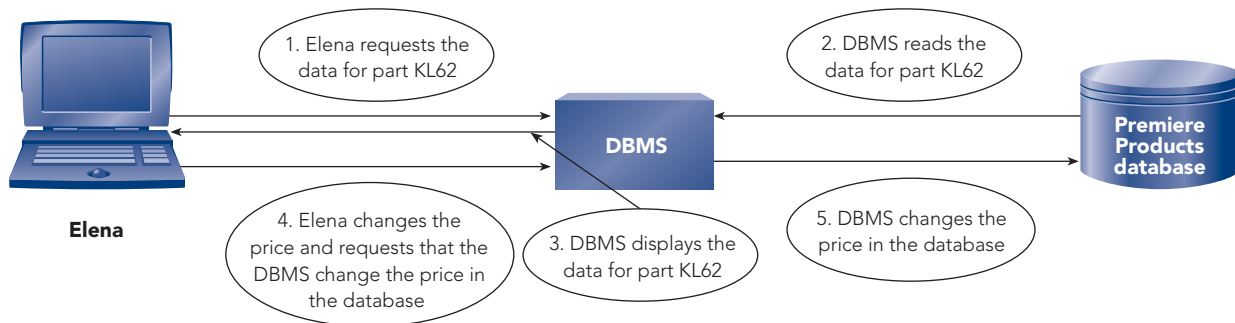 1. Elena requests the
data for part KL62
2. DBMS reads the
data for part KL62
DBMS
Premiere
Products
database
Elena
4. Elena changes the
price and requests that the
DBMS change the price in
the database
3. DBMS displays the
data for part KL62
5. DBMS changes the
price in the database